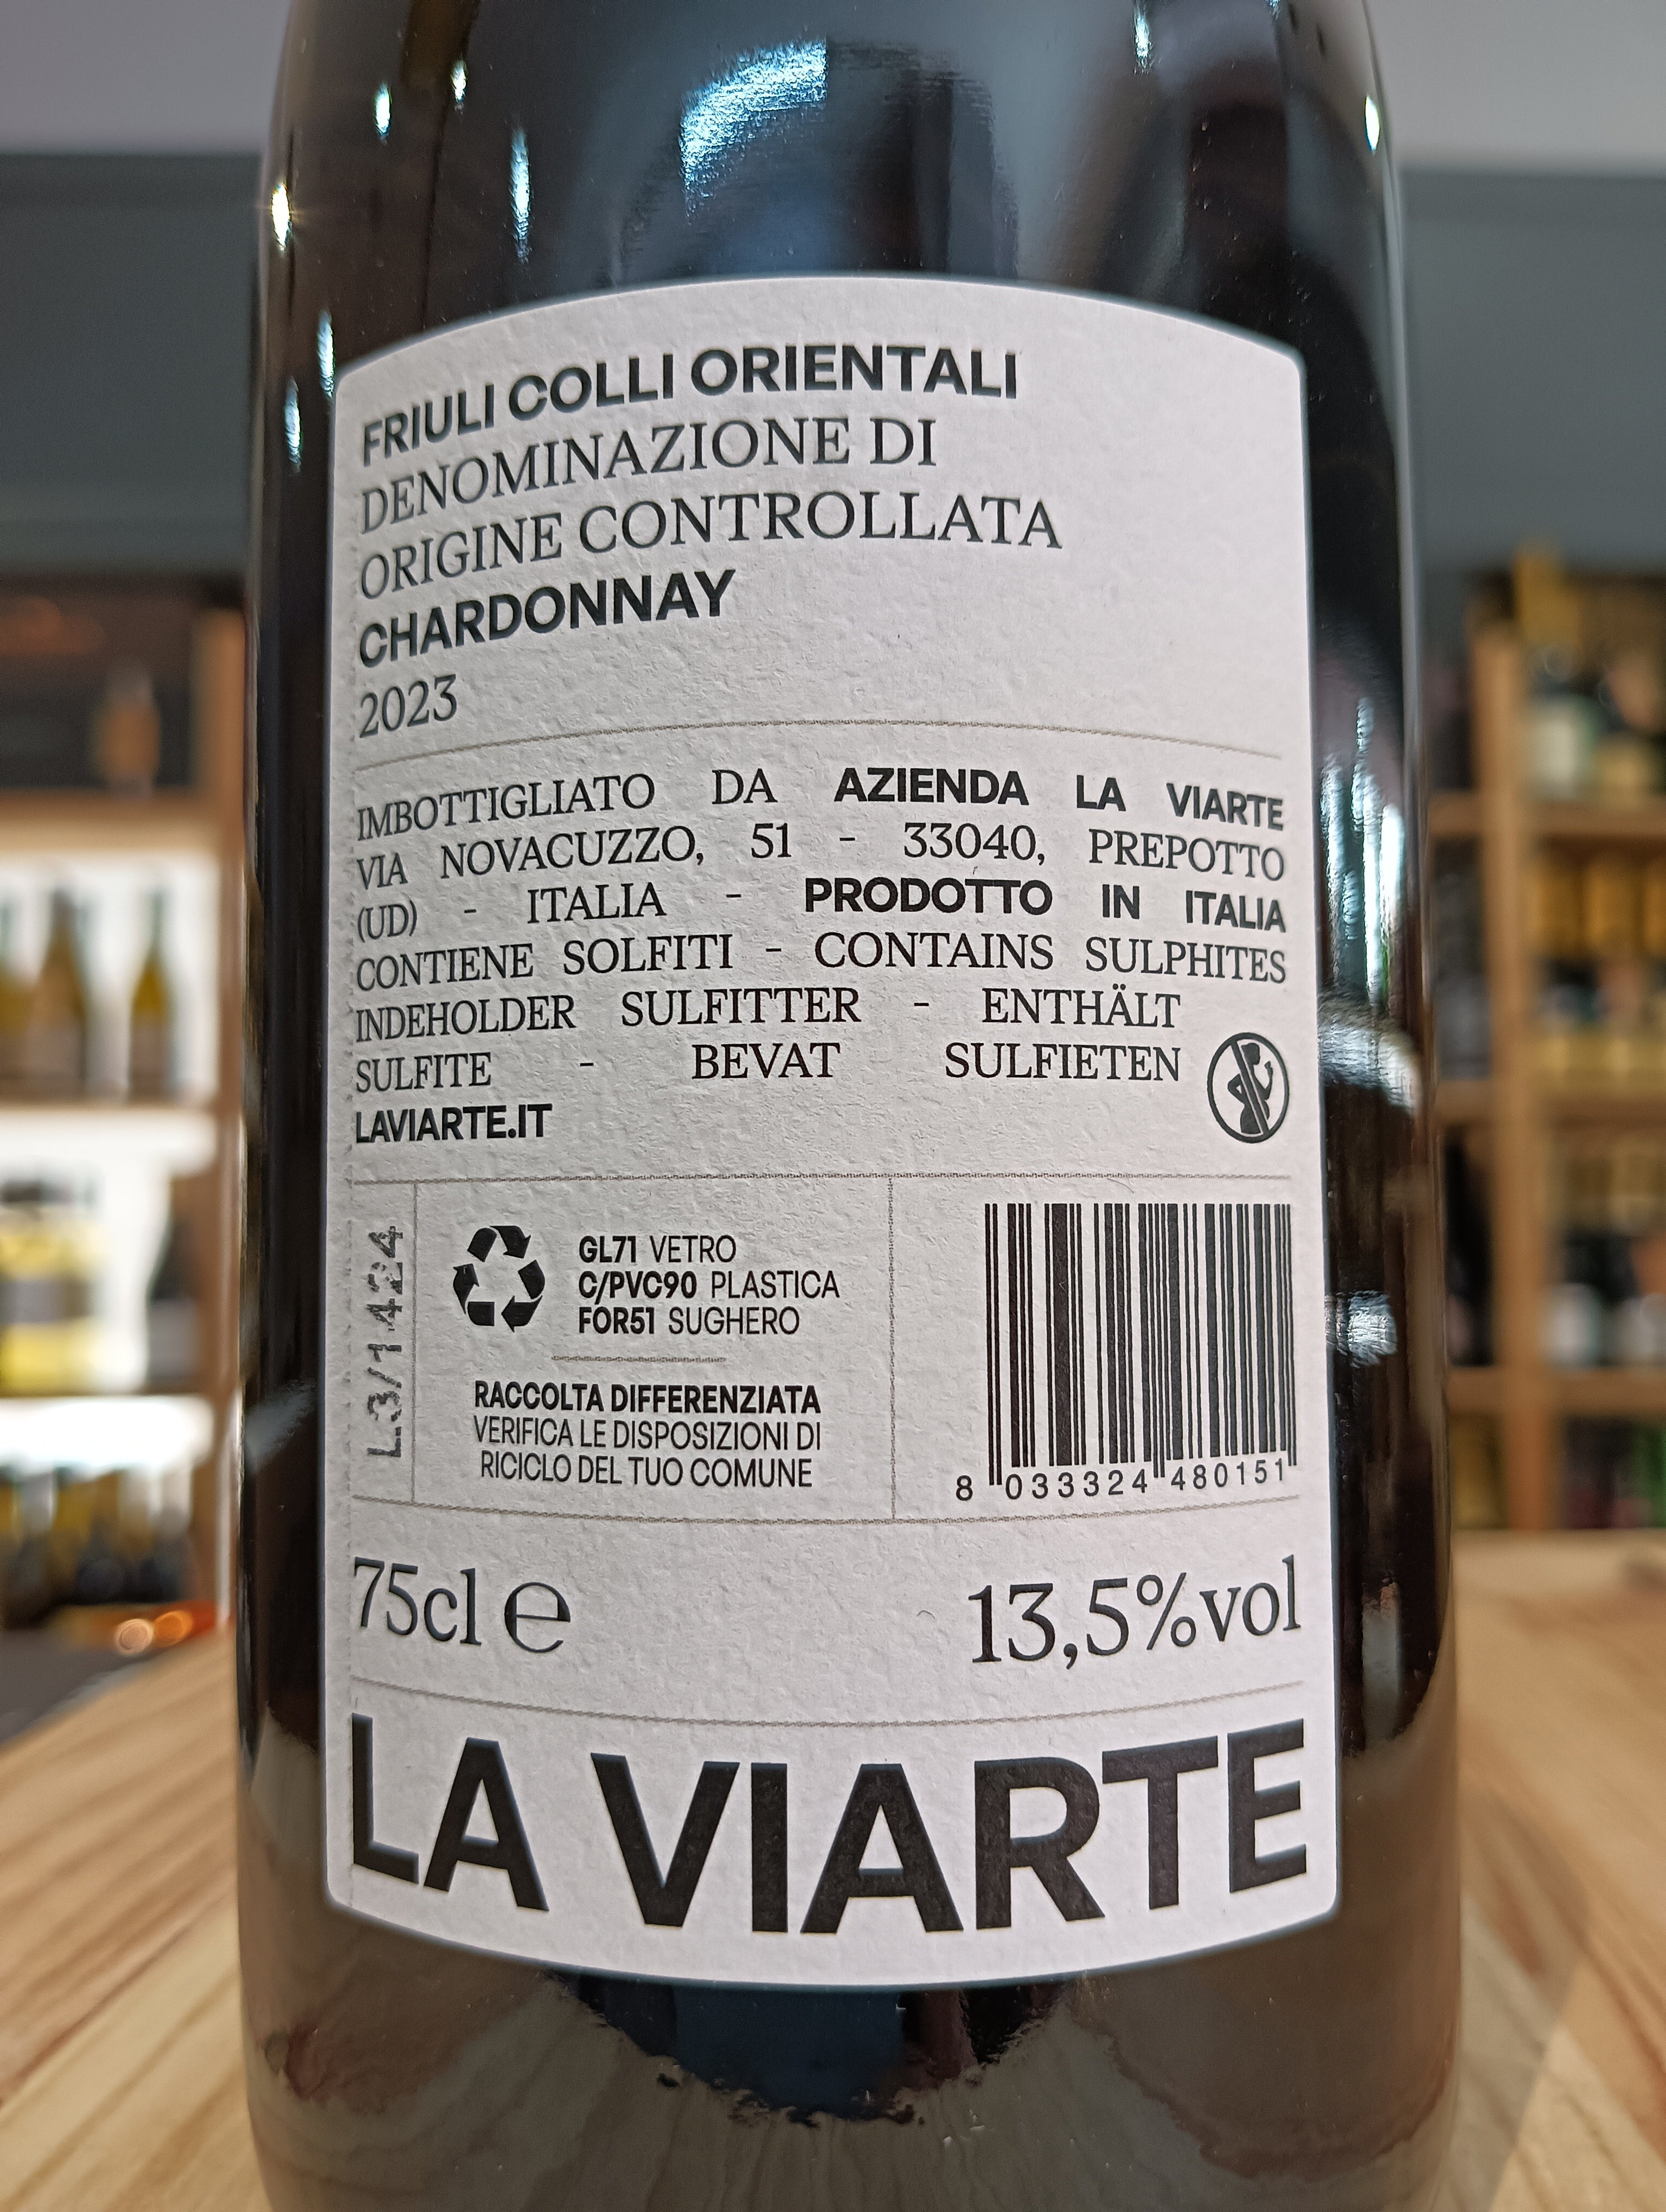 FRIULI COLLI ORIENTALI
DENOMINAZIONE DI
ORIGINE CONTROLLATA
CHARDONNAY
2023
IMBOTTIGLIATO DA AZIENDA LA VIARTE
VIA NOVACUZZO, 51 - 33040, PREPOTTO
(UD) - ITALIA - PRODOTTO IN ITALIA
CONTIENE SOLFITI - CONTAINS SULPHITES
INDEHOLDER SULFITTER - ENTHÄLT
SULFITE - BEVAT SULFIETEN
LAVIARTE.IT
L.3/1424
GL71 VETRO
C/PVC90 PLASTICA
FOR51 SUGHERO
RACCOLTA DIFFERENZIATA
VERIFICA LE DISPOSIZIONI DI
RICICLO DEL TUO COMUNE
8 033324 480151
75cl e
13,5%vol
LA VIARTE